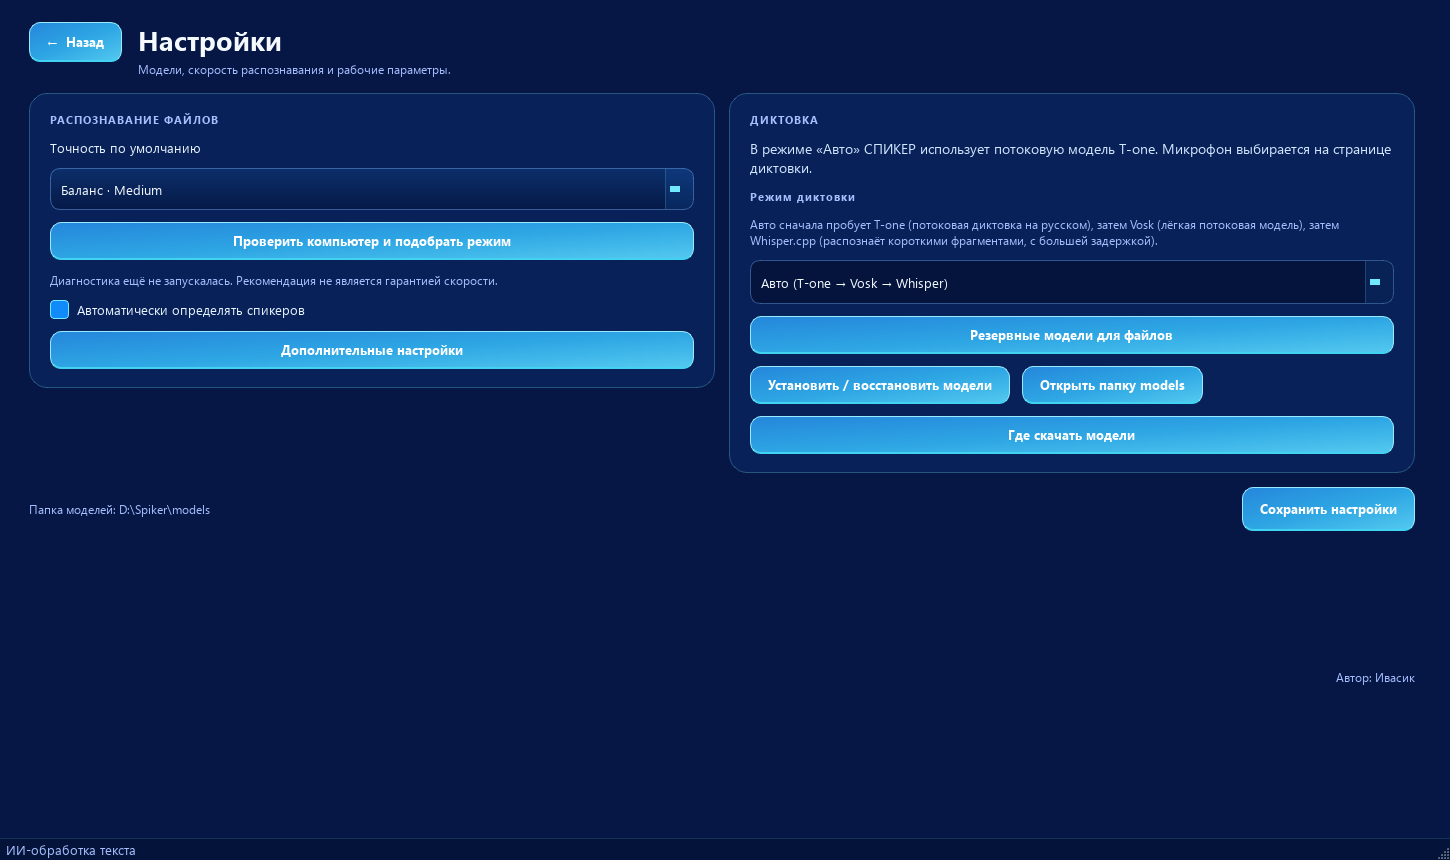 ← Назад
Настройки
Модели, скорость распознавания и рабочие параметры.
РАСПОЗНАВАНИЕ ФАЙЛОВ
Точность по умолчанию
Баланс · Medium
Проверить компьютер и подобрать режим
Диагностика ещё не запускалась. Рекомендация не является гарантией скорости.
Автоматически определять спикеров
Дополнительные настройки
ДИКТОВКА
В режиме «Авто» СПИКЕР использует потоковую модель T-one. Микрофон выбирается на странице
диктовки.
Режим диктовки
Авто сначала пробует T-one (потоковая диктовка на русском), затем Vosk (лёгкая потоковая модель), затем
Whisper.cpp (распознаёт короткими фрагментами, с большей задержкой).
Авто (T-one → Vosk → Whisper)
Резервные модели для файлов
Установить / восстановить модели
Открыть папку models
Где скачать модели
Папка моделей: D:\Spiker\models
Сохранить настройки
Автор: Ивасик
ИИ-обработка текста